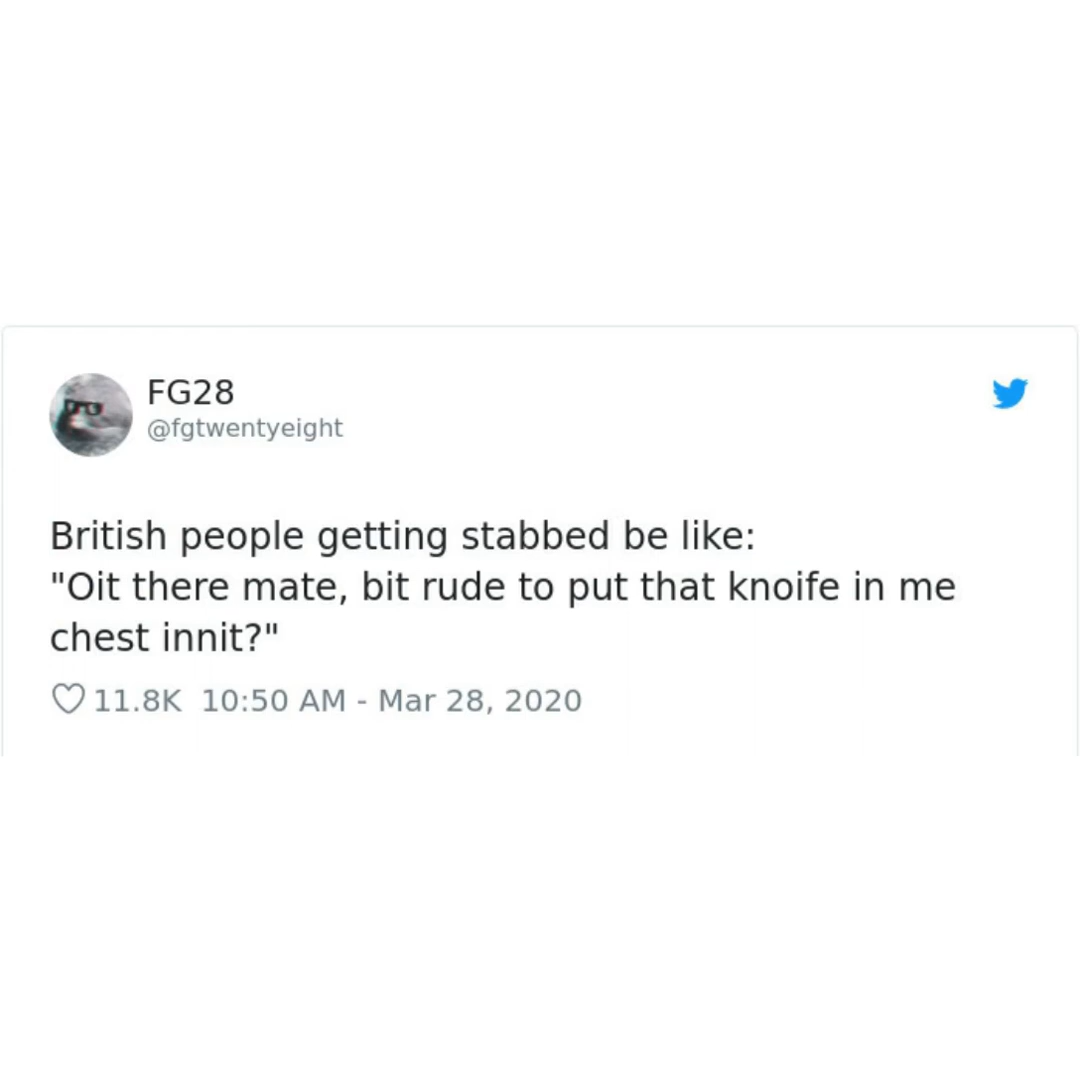 FG28
@fgtwentyeight
British people getting stabbed be like:
"Oit there mate, bit rude to put that knoife in me
chest innit?"
11.8K 10:50 AM - Mar 28, 2020